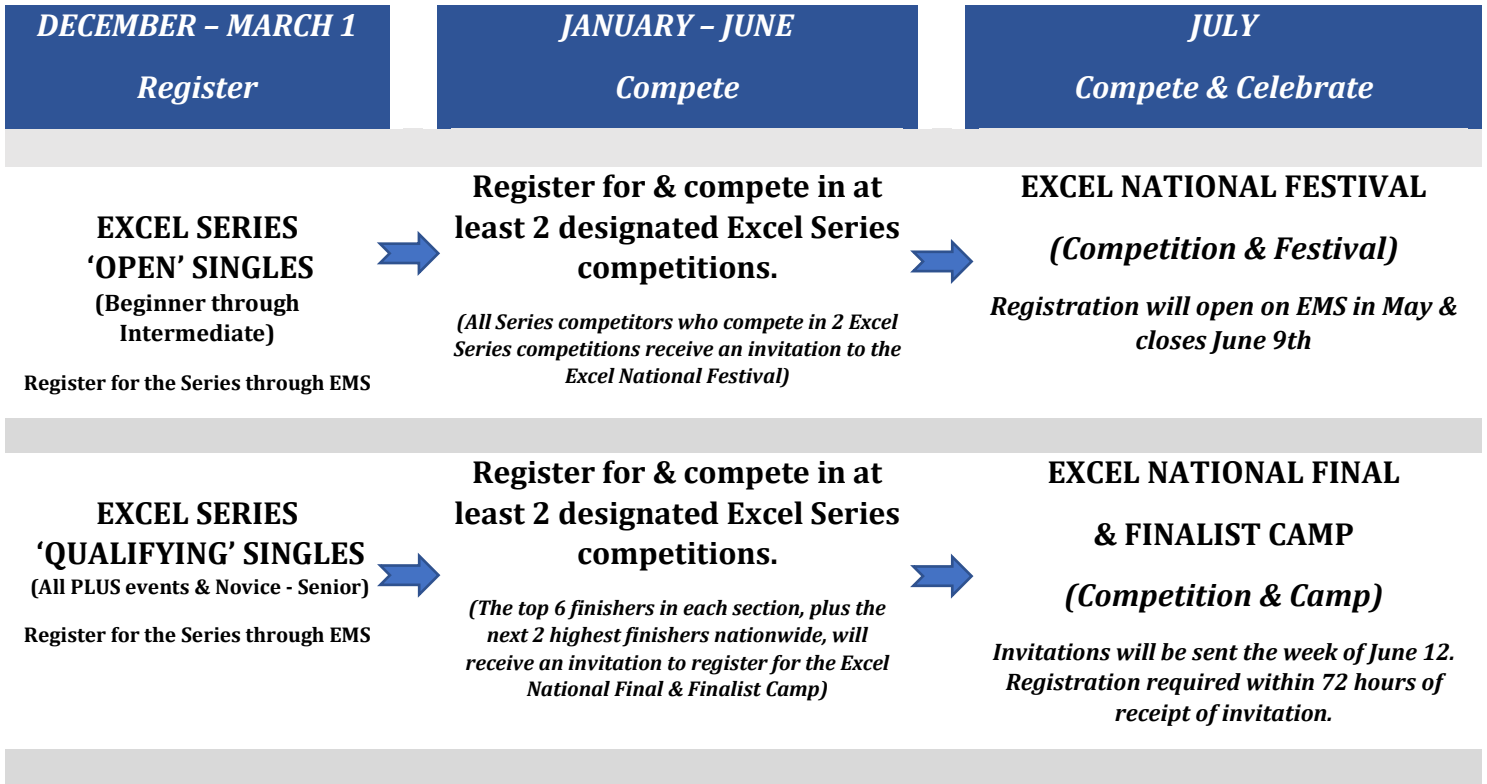 DECEMBER – MARCH 1
Register
JANUARY – JUNE
Compete
JULY
Compete & Celebrate
EXCEL SERIES
‘OPEN’ SINGLES
(Beginner through
Intermediate)
Register for the Series through EMS
Register for & compete in at
least 2 designated Excel Series
competitions.
(All Series competitors who compete in 2 Excel
Series competitions receive an invitation to the
Excel National Festival)
EXCEL NATIONAL FESTIVAL
(Competition & Festival)
Registration will open on EMS in May &
closes June 9th
EXCEL SERIES
‘QUALIFYING’ SINGLES
(All PLUS events & Novice - Senior)
Register for the Series through EMS
Register for & compete in at
least 2 designated Excel Series
competitions.
(The top 6 finishers in each section, plus the
next 2 highest finishers nationwide, will
receive an invitation to register for the Excel
National Final & Finalist Camp)
EXCEL NATIONAL FINAL
& FINALIST CAMP
(Competition & Camp)
Invitations will be sent the week of June 12.
Registration required within 72 hours of
receipt of invitation.